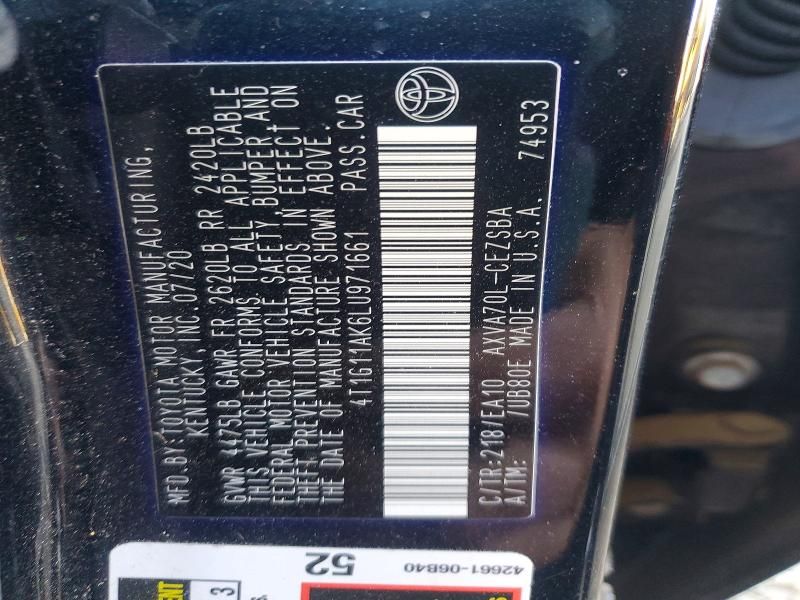 MFD.BY: TOYOTA MOTOR MANUFACTURING,
KENTUCKY, INC. 07/20
GVWR 4475LB GAWR FR 2620LB RR 2420LB
THIS VEHICLE CONFORMS TO ALL APPLICABLE
FEDERAL MOTOR VEHICLE SAFETY, BUMPER, AND
THEFT PREVENTION STANDARDS IN EFFECT ON
THE DATE OF MANUFACTURE SHOWN ABOVE.
4T1G11AK6LU971661 PASS.CAR
C/TR:218/EA10 AXVA70L-CEZSBA
A/TM: /UB80E MADE IN U.S.A. 74953
52
42661-06B40
3